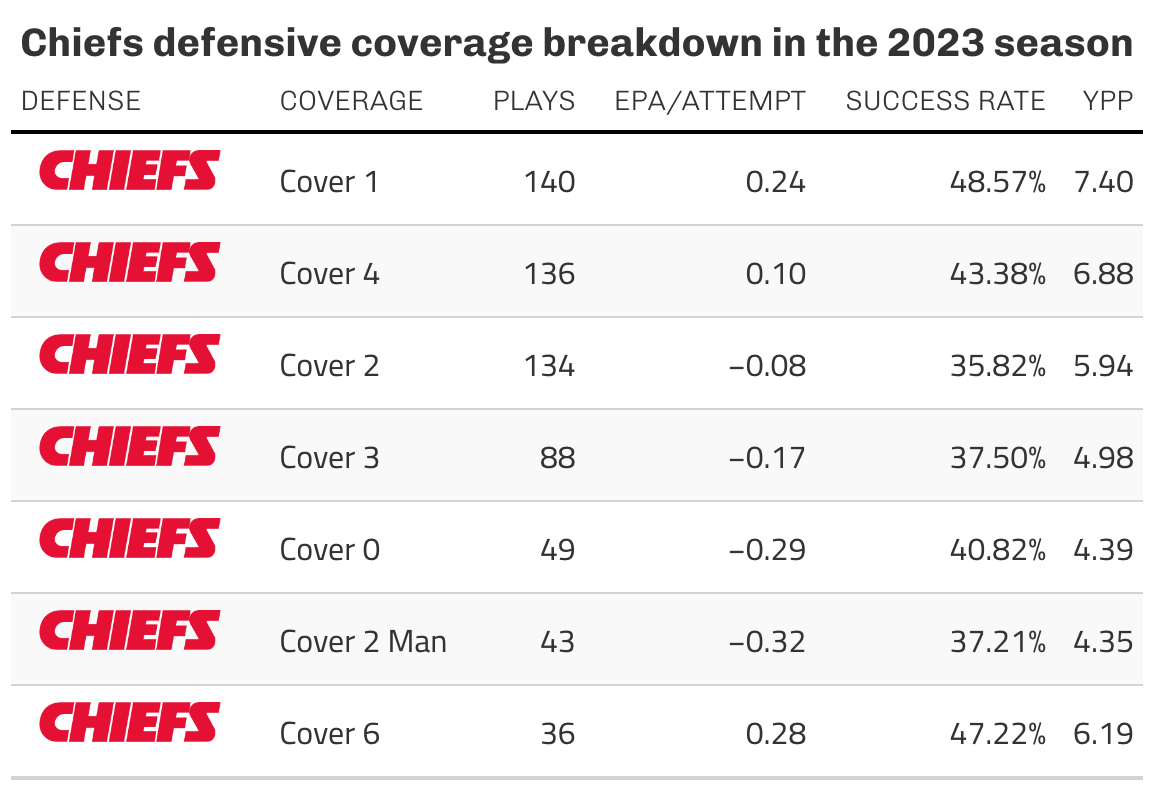 Chiefs defensive coverage breakdown in the 2023 season
DEFENSE COVERAGE PLAYS EPA/ATTEMPT SUCCESS RATE YPP
CHIEFS Cover 1 140 0.24 48.57% 7.40
CHIEFS Cover 4 136 0.10 43.38% 6.88
CHIEFS Cover 2 134 −0.08 35.82% 5.94
CHIEFS Cover 3 88 −0.17 37.50% 4.98
CHIEFS Cover 0 49 −0.29 40.82% 4.39
CHIEFS Cover 2 Man 43 −0.32 37.21% 4.35
CHIEFS Cover 6 36 0.28 47.22% 6.19